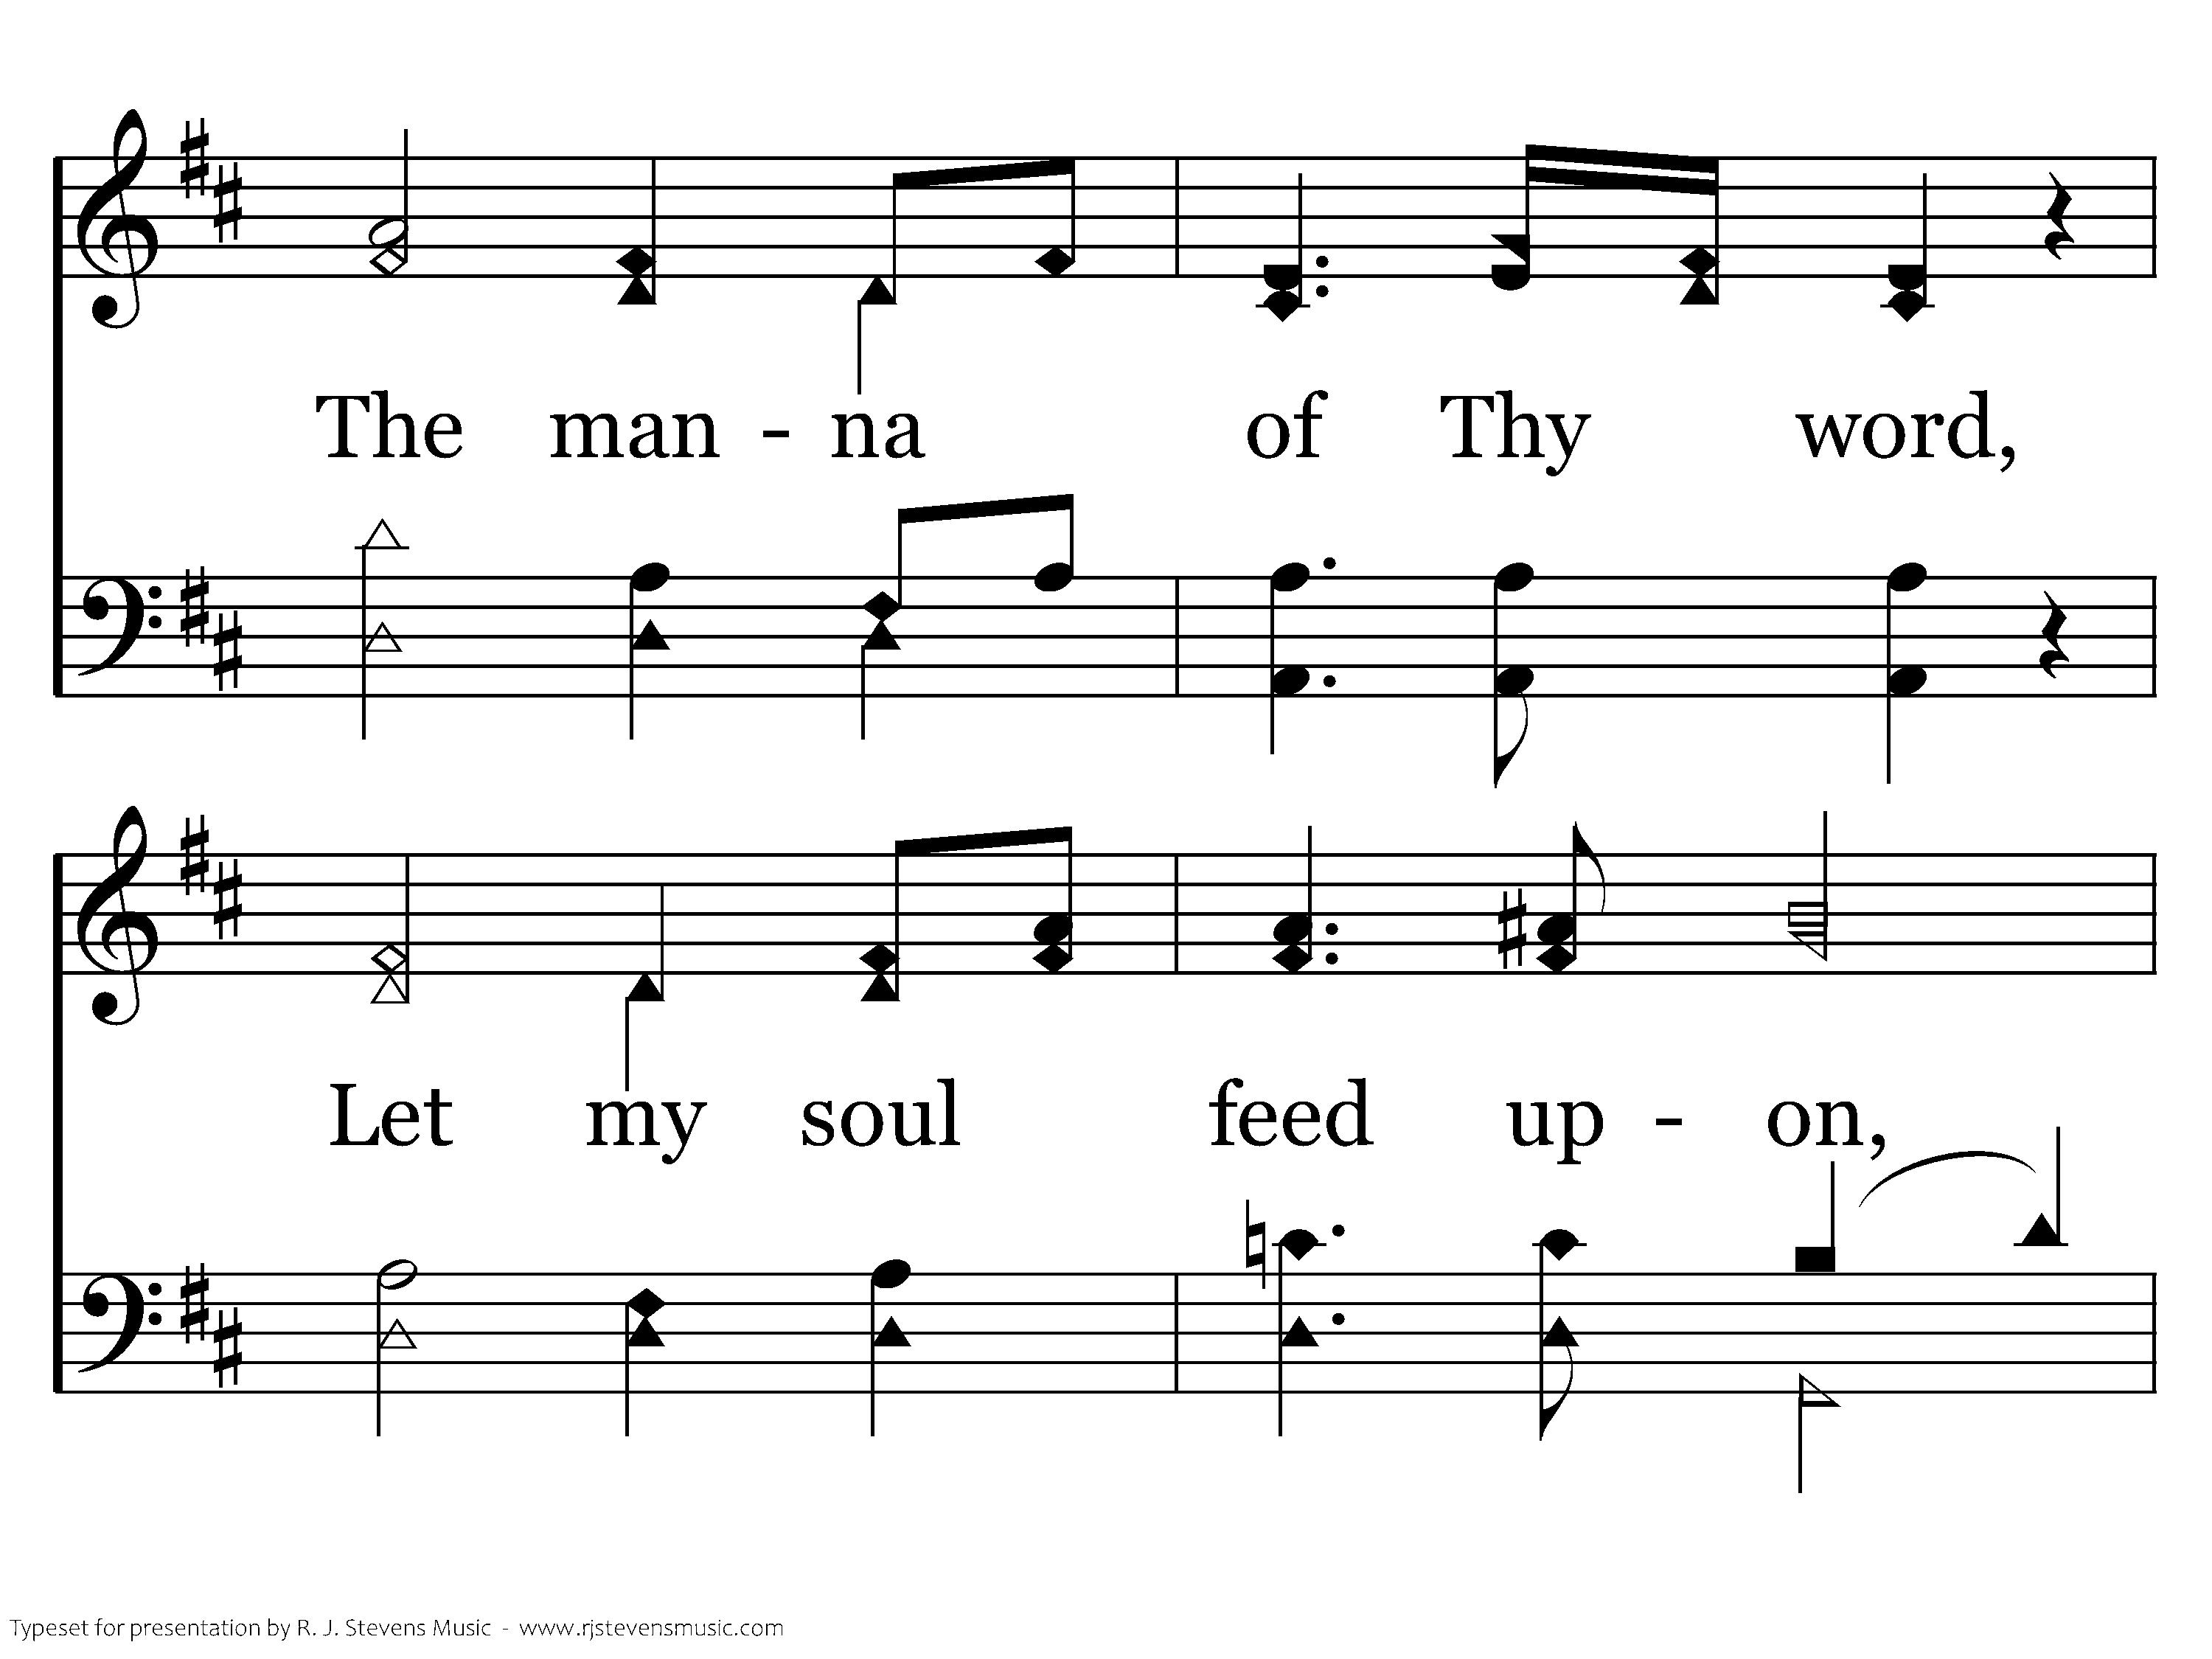 The man - na of Thy word,
Let my soul feed up - on,
Typeset for presentation by R. J. Stevens Music - www.rjstevensmusic.com